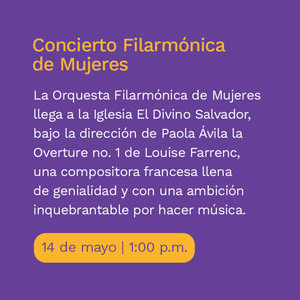 Concierto Filarmónica
de Mujeres
La Orquesta Filarmónica de Mujeres
llega a la Iglesia El Divino Salvador,
bajo la dirección de Paola Ávila la
Overture no. 1 de Louise Farrenc,
una compositora francesa llena
de genialidad y con una ambición
inquebrantable por hacer música.
14 de mayo | 1:00 p.m.